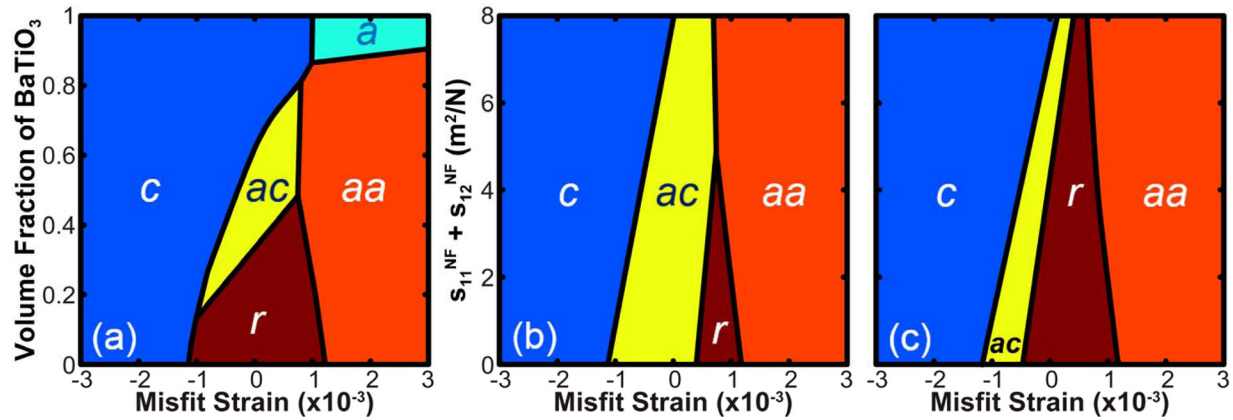 Volume Fraction of BaTiO₃
1
0.8
0.6
0.4
0.2
0
c
ac
a
aa
r
(a)
-3 -2 -1 0 1 2 3
Misfit Strain (x10⁻³)
s₁₁ᴺᶠ + s₁₂ᴺᶠ (m²/N)
8
6
4
2
0
c
ac
aa
r
(b)
-3 -2 -1 0 1 2 3
Misfit Strain (x10⁻³)
c
r
aa
ac
(c)
-3 -2 -1 0 1 2 3
Misfit Strain (x10⁻³)